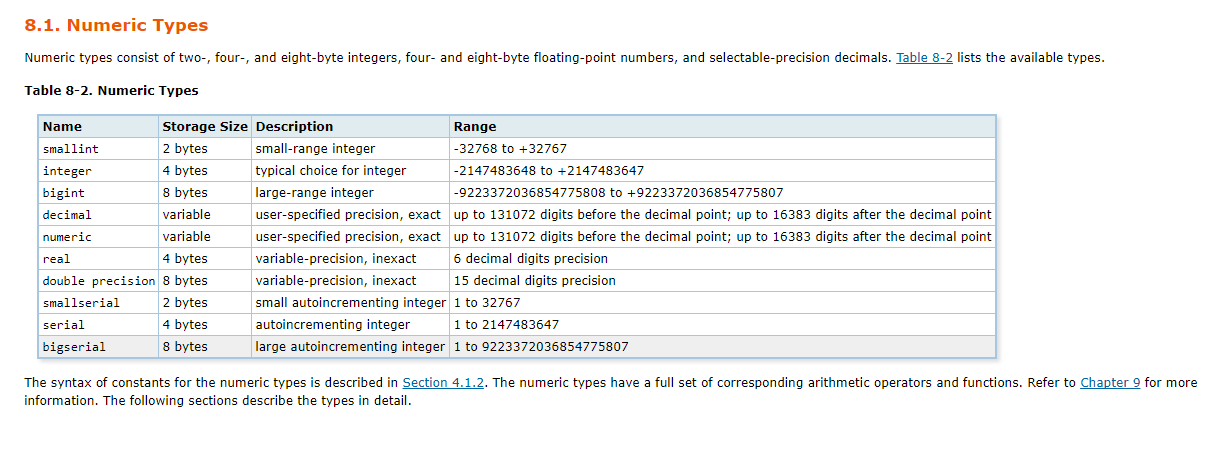 8.1. Numeric Types
Numeric types consist of two-, four-, and eight-byte integers, four- and eight-byte floating-point numbers, and selectable-precision decimals. Table 8-2 lists the available types.
Table 8-2. Numeric Types
Name Storage Size Description Range
smallint 2 bytes small-range integer -32768 to +32767
integer 4 bytes typical choice for integer -2147483648 to +2147483647
bigint 8 bytes large-range integer -9223372036854775808 to +9223372036854775807
decimal variable user-specified precision, exact up to 131072 digits before the decimal point; up to 16383 digits after the decimal point
numeric variable user-specified precision, exact up to 131072 digits before the decimal point; up to 16383 digits after the decimal point
real 4 bytes variable-precision, inexact 6 decimal digits precision
double precision 8 bytes variable-precision, inexact 15 decimal digits precision
smallserial 2 bytes small autoincrementing integer 1 to 32767
serial 4 bytes autoincrementing integer 1 to 2147483647
bigserial 8 bytes large autoincrementing integer 1 to 9223372036854775807
The syntax of constants for the numeric types is described in Section 4.1.2. The numeric types have a full set of corresponding arithmetic operators and functions. Refer to Chapter 9 for more
information. The following sections describe the types in detail.